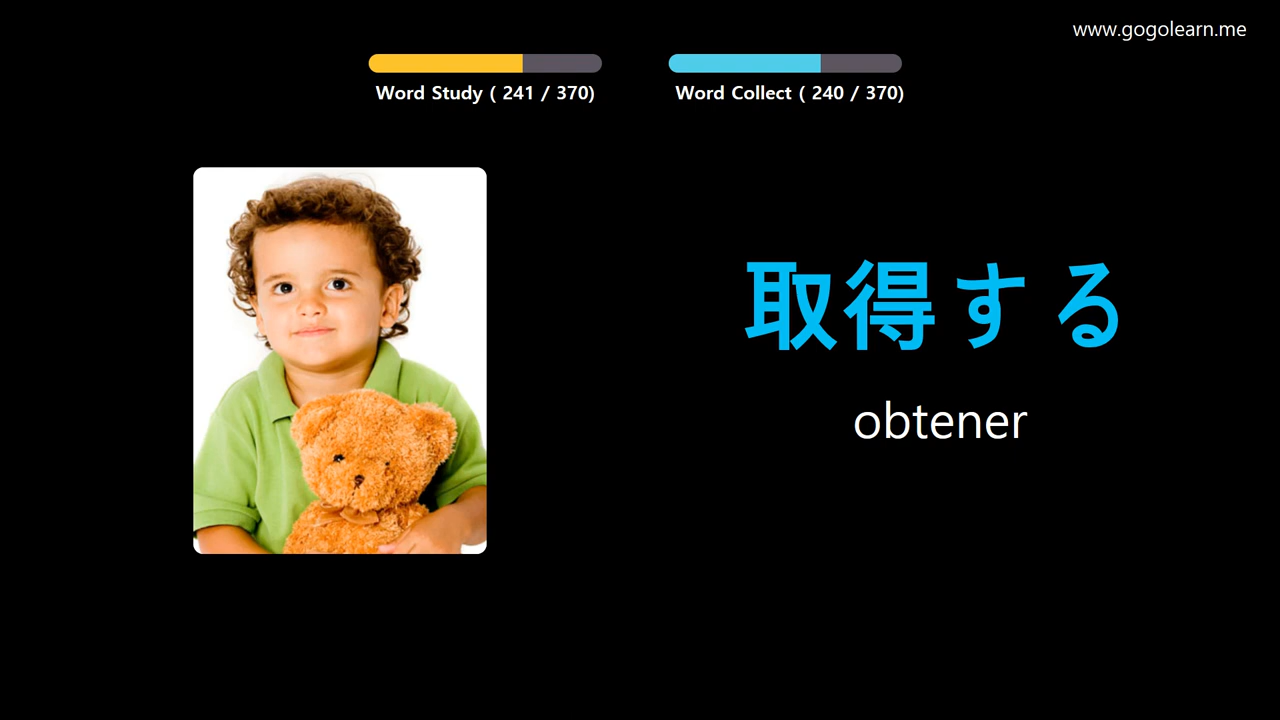 www.gogolearn.me
Word Study ( 241 / 370)
Word Collect ( 240 / 370)
取得する
obtener